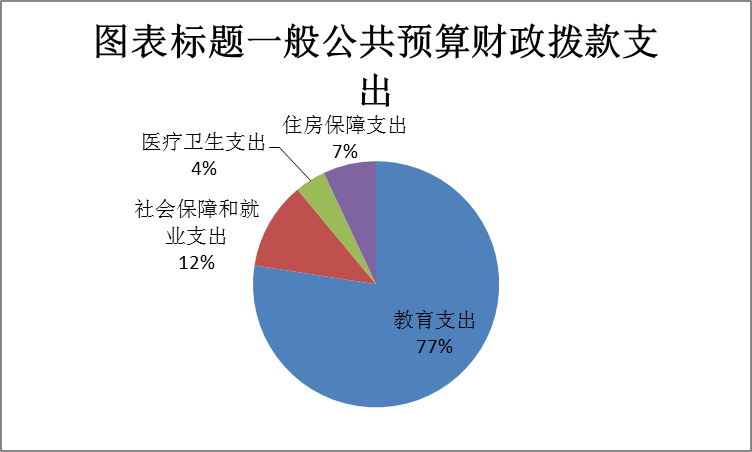 图表标题一般公共预算财政拨款支
出
住房保障支出
7%
医疗卫生支出
4%
社会保障和就
业支出
12%
教育支出
77%